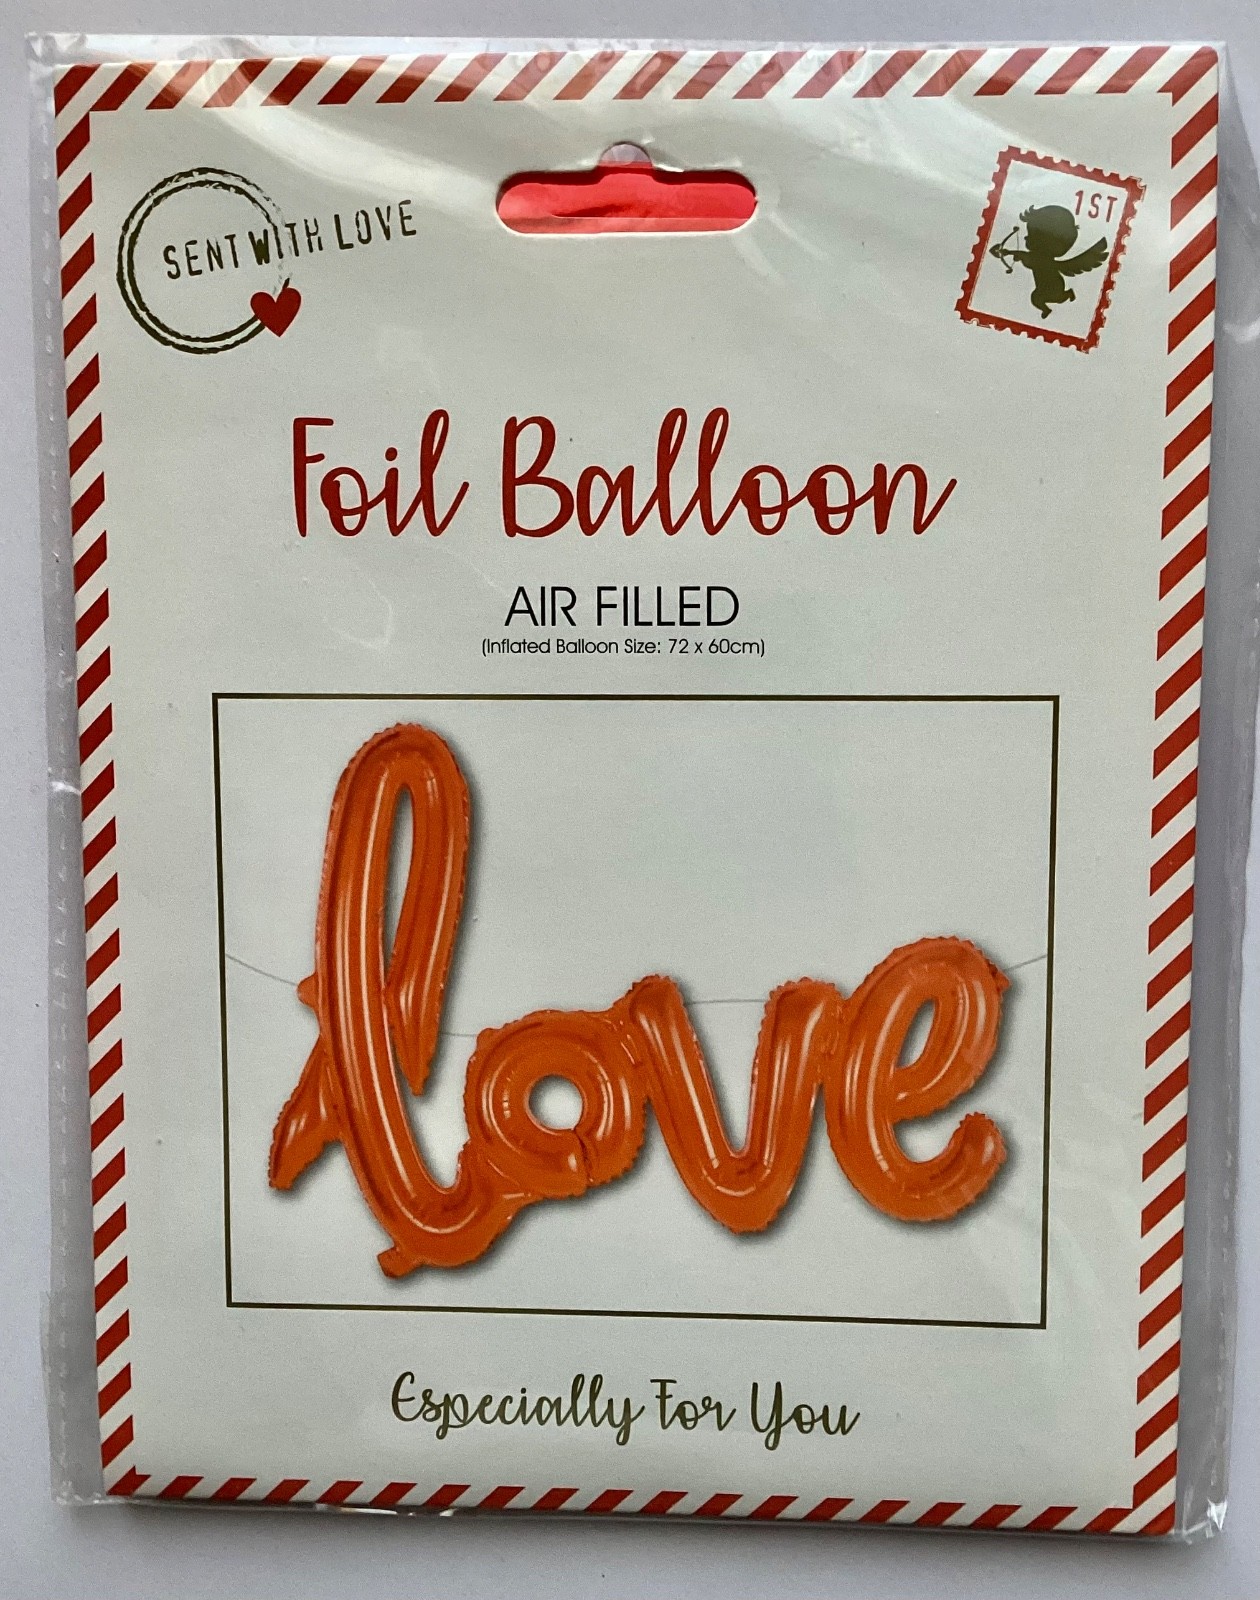 SENT WITH LOVE
1ST
Foil Balloon
AIR FILLED
(Inflated Balloon Size: 72 x 60cm)
love
Especially For You